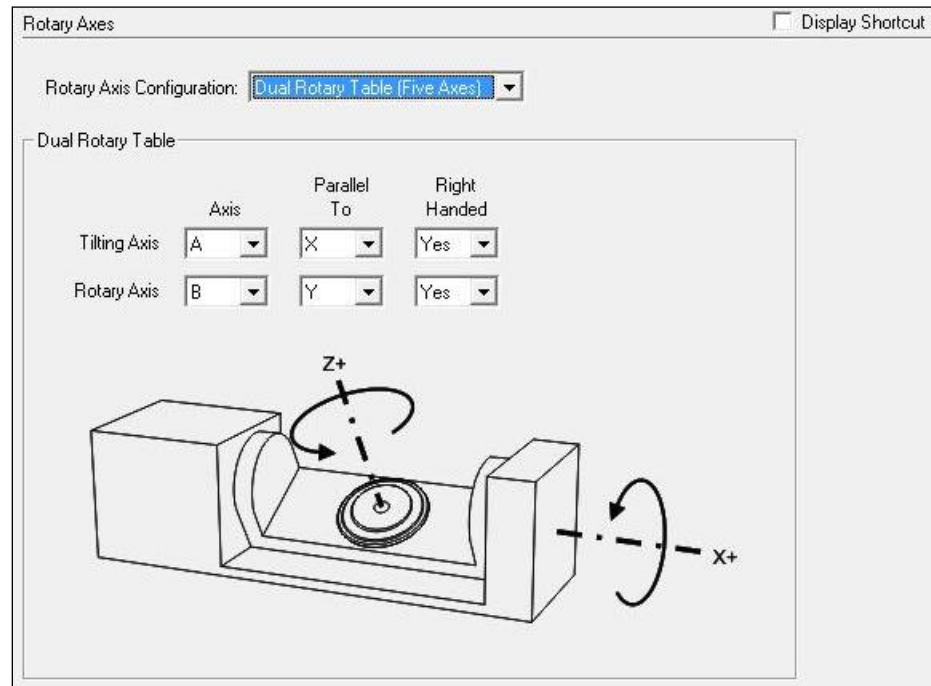 Rotary Axes
Display Shortcut
Rotary Axis Configuration: Dual Rotary Table (Five Axes)
Dual Rotary Table
Axis Parallel To Right Handed
Tilting Axis A X Yes
Rotary Axis B Y Yes
Z+
X+